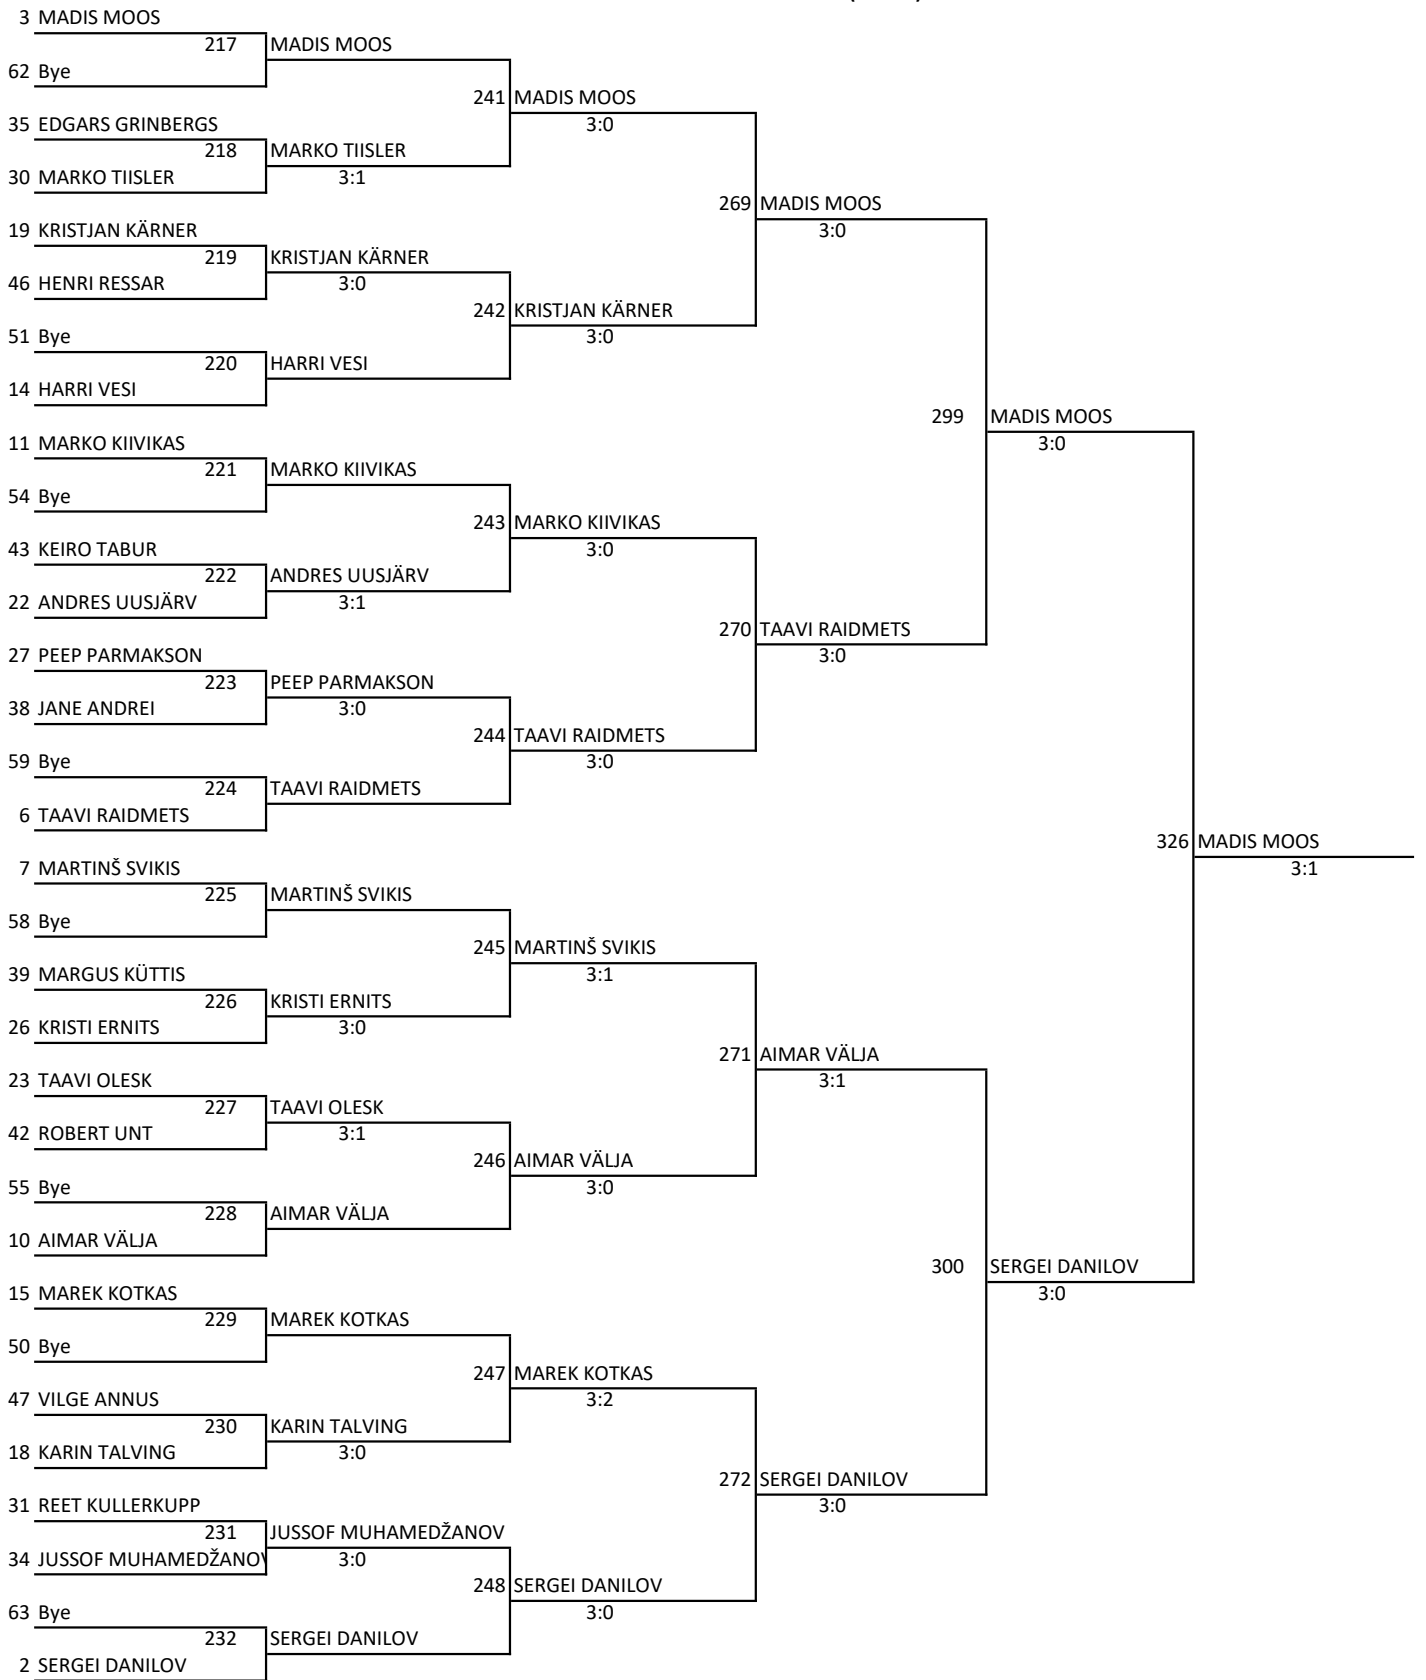 3 MADIS MOOS
217 MADIS MOOS
62 Bye
241 MADIS MOOS
35 EDGARS GRINBERGS
3:0
218 MARKO TIISLER
30 MARKO TIISLER
3:1
269 MADIS MOOS
19 KRISTJAN KÄRNER
3:0
219 KRISTJAN KÄRNER
46 HENRI RESSAR
3:0
242 KRISTJAN KÄRNER
51 Bye
3:0
220 HARRI VESI
14 HARRI VESI
299 MADIS MOOS
11 MARKO KIIVIKAS
3:0
221 MARKO KIIVIKAS
54 Bye
243 MARKO KIIVIKAS
43 KEIRO TABUR
3:0
222 ANDRES UUSJÄRV
22 ANDRES UUSJÄRV
3:1
270 TAAVI RAIDMETS
27 PEEP PARMAKSON
3:0
223 PEEP PARMAKSON
38 JANE ANDREI
3:0
244 TAAVI RAIDMETS
59 Bye
3:0
224 TAAVI RAIDMETS
6 TAAVI RAIDMETS
326 MADIS MOOS
7 MARTINŠ SVIKIS
3:1
225 MARTINŠ SVIKIS
58 Bye
245 MARTINŠ SVIKIS
39 MARGUS KÜTTIS
3:1
226 KRISTI ERNITS
26 KRISTI ERNITS
3:0
271 AIMAR VÄLJA
23 TAAVI OLESK
3:1
227 TAAVI OLESK
42 ROBERT UNT
3:1
246 AIMAR VÄLJA
55 Bye
3:0
228 AIMAR VÄLJA
10 AIMAR VÄLJA
300 SERGEI DANILOV
15 MAREK KOTKAS
3:0
229 MAREK KOTKAS
50 Bye
247 MAREK KOTKAS
47 VILGE ANNUS
3:2
230 KARIN TALVING
18 KARIN TALVING
3:0
272 SERGEI DANILOV
31 REET KULLERKUPP
3:0
231 JUSSOF MUHAMEDŽANOV
34 JUSSOF MUHAMEDŽANOV
3:0
248 SERGEI DANILOV
63 Bye
3:0
232 SERGEI DANILOV
2 SERGEI DANILOV